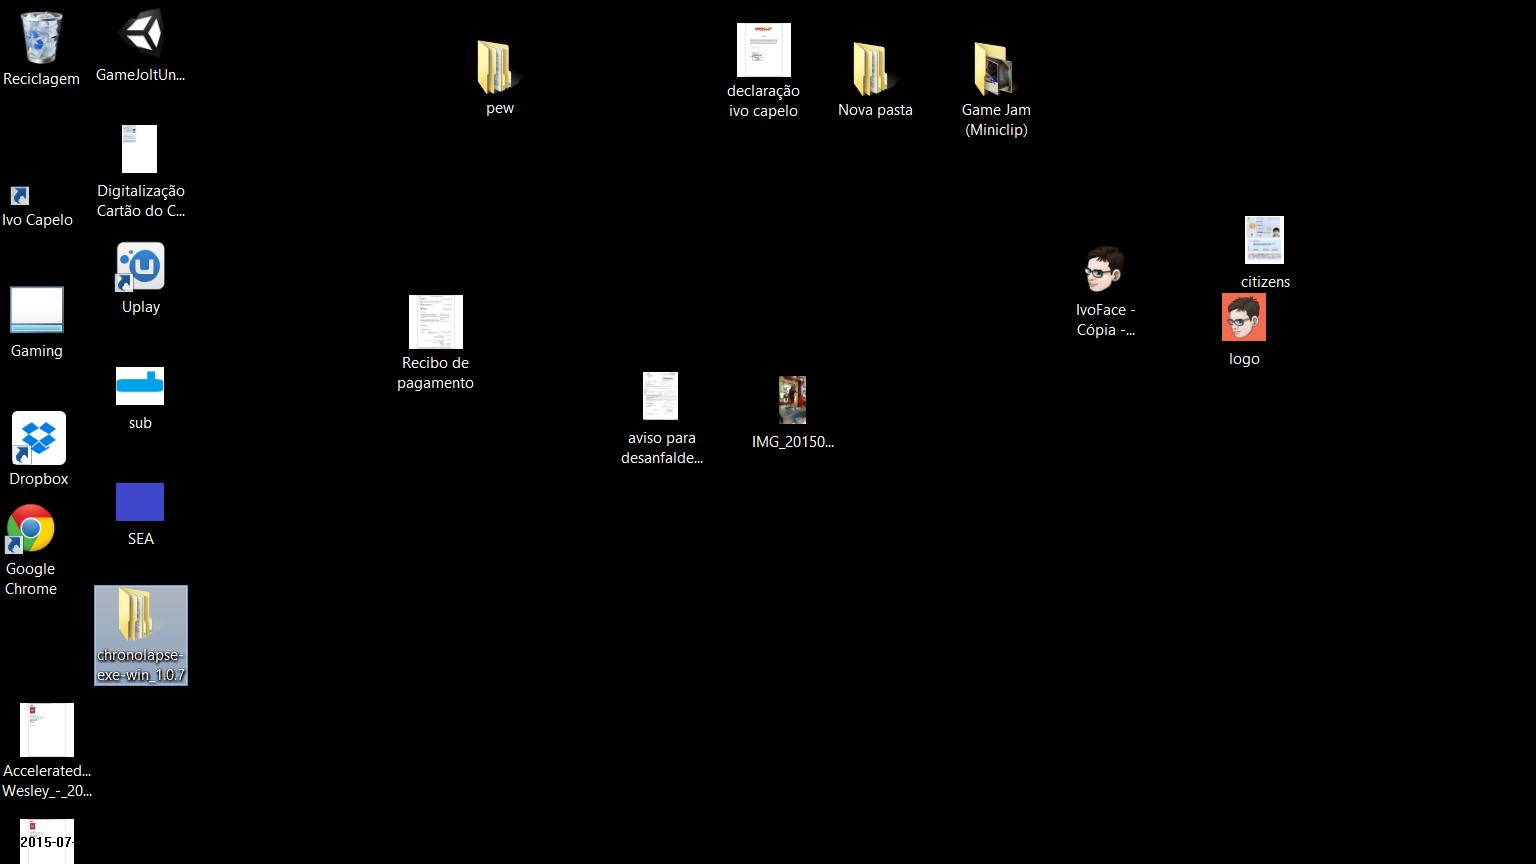 Reciclagem
GameJoltUn...
pew
declaração
ivo capelo
Nova pasta
Game Jam
(Miniclip)
Digitalização
Cartão do C...
Ivo Capelo
Uplay
citizens
IvoFace -
Cópia -...
Gaming
logo
Recibo de
pagamento
sub
aviso para
desanfalde...
IMG_20150...
Dropbox
SEA
Google
Chrome
chronolapse-
exe-win_1.0.7
Accelerated...
Wesley_-_20...
2015-07-